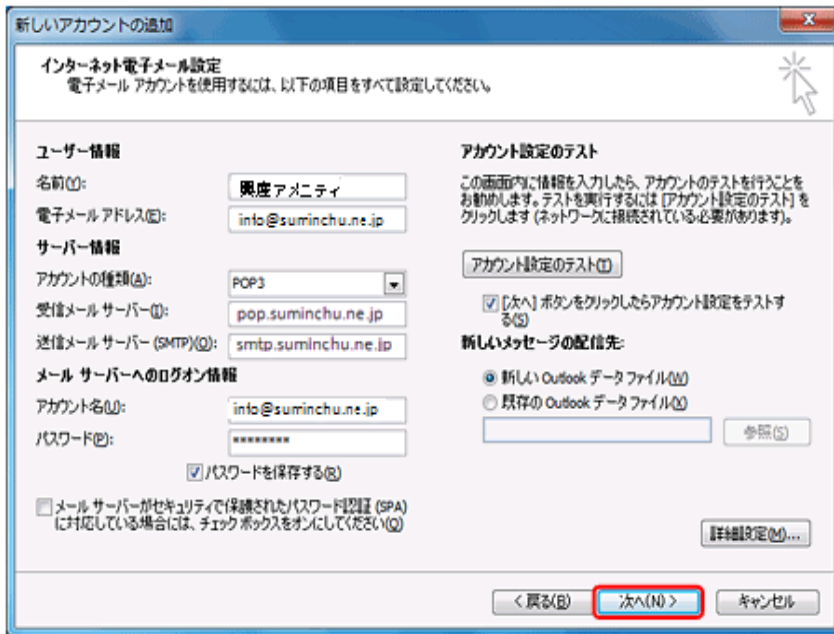 新しいアカウントの追加
インターネット電子メール設定
電子メール アカウントを使用するには、以下の項目をすべて設定してください。
ユーザー情報
名前(Y):
興産アメニティ
電子メール アドレス(E):
info@suminchu.ne.jp
サーバー情報
アカウントの種類(A):
POP3
受信メール サーバー(I):
pop.suminchu.ne.jp
送信メール サーバー (SMTP)(O):
smtp.suminchu.ne.jp
メール サーバーへのログオン情報
アカウント名(U):
info@suminchu.ne.jp
パスワード(P):
********
パスワードを保存する(R)
メール サーバーがセキュリティで保護されたパスワード認証 (SPA)
に対応している場合には、チェック ボックスをオンにしてください(Q)
アカウント設定のテスト
この画面内に情報を入力したら、アカウントのテストを行うことを
お勧めします。テストを実行するには [アカウント設定のテスト] を
クリックします (ネットワークに接続されている必要があります)。
アカウント設定のテスト(T)
[次へ] ボタンをクリックしたらアカウント設定をテストす
る(S)
新しいメッセージの配信先:
新しい Outlook データ ファイル(W)
既存の Outlook データ ファイル(X)
参照(S)
詳細設定(M)...
< 戻る(B)
次へ(N) >
キャンセル